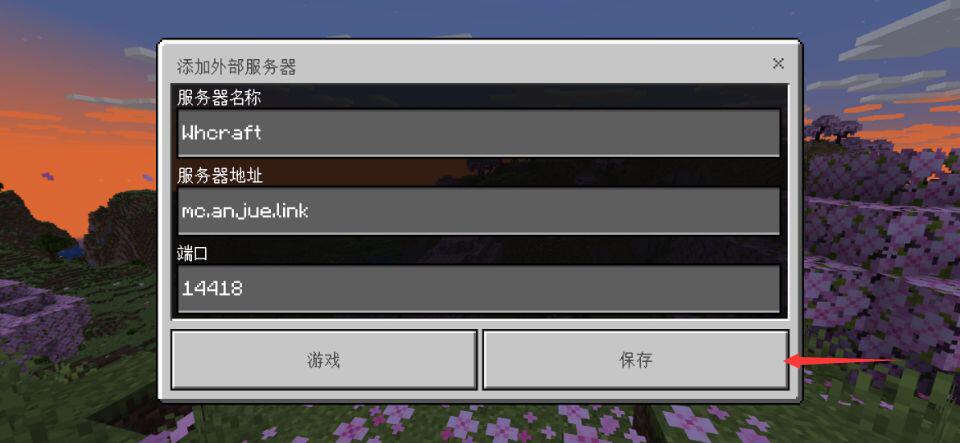 添加外部服务器
服务器名称
Whcraft
服务器地址
mc.anjue.link
端口
14418
游戏
保存